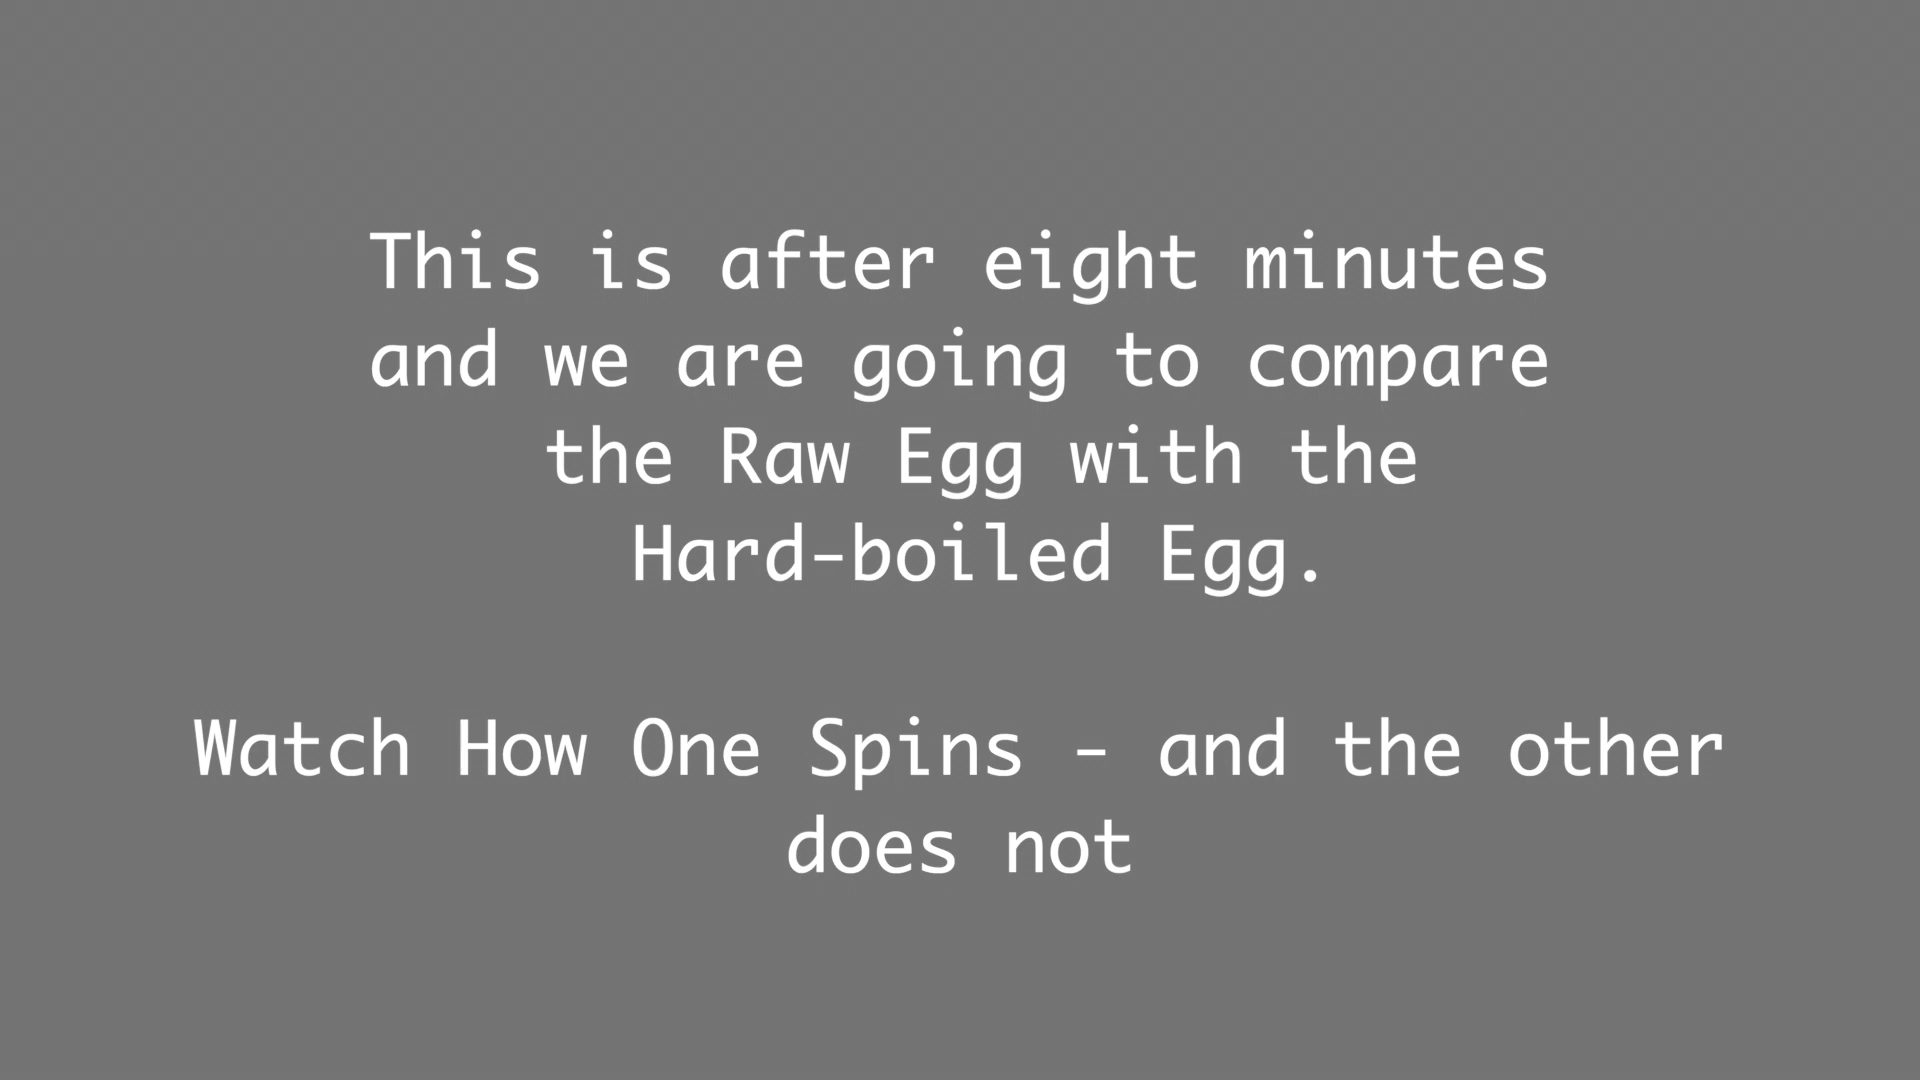 This is after eight minutes
and we are going to compare
the Raw Egg with the
Hard-boiled Egg.
Watch How One Spins - and the other
does not